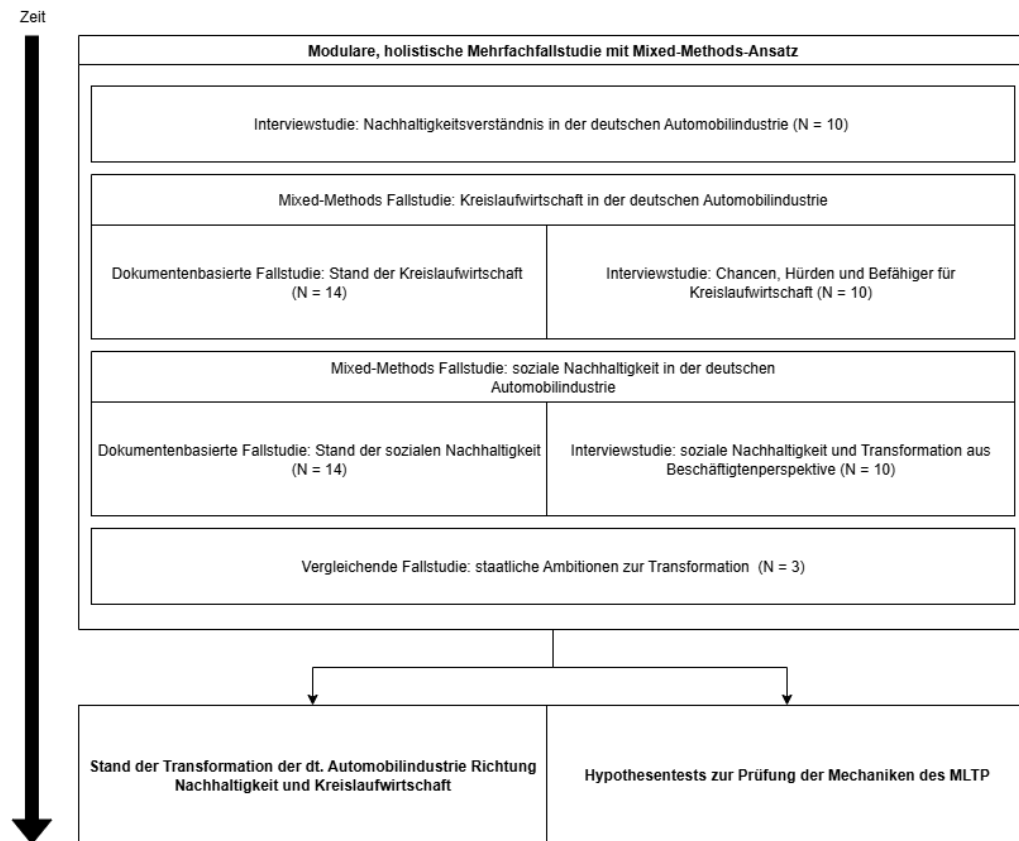 Zeit
Modulare, holistische Mehrfachfallstudie mit Mixed-Methods-Ansatz
Interviewstudie: Nachhaltigkeitsverständnis in der deutschen Automobilindustrie (N = 10)
Mixed-Methods Fallstudie: Kreislaufwirtschaft in der deutschen Automobilindustrie
Dokumentenbasierte Fallstudie: Stand der Kreislaufwirtschaft
(N = 14)
Interviewstudie: Chancen, Hürden und Befähiger für
Kreislaufwirtschaft (N = 10)
Mixed-Methods Fallstudie: soziale Nachhaltigkeit in der deutschen
Automobilindustrie
Dokumentenbasierte Fallstudie: Stand der sozialen Nachhaltigkeit
(N = 14)
Interviewstudie: soziale Nachhaltigkeit und Transformation aus
Beschäftigtenperspektive (N = 10)
Vergleichende Fallstudie: staatliche Ambitionen zur Transformation (N = 3)
Stand der Transformation der dt. Automobilindustrie Richtung
Nachhaltigkeit und Kreislaufwirtschaft
Hypothesentests zur Prüfung der Mechaniken des MLTP